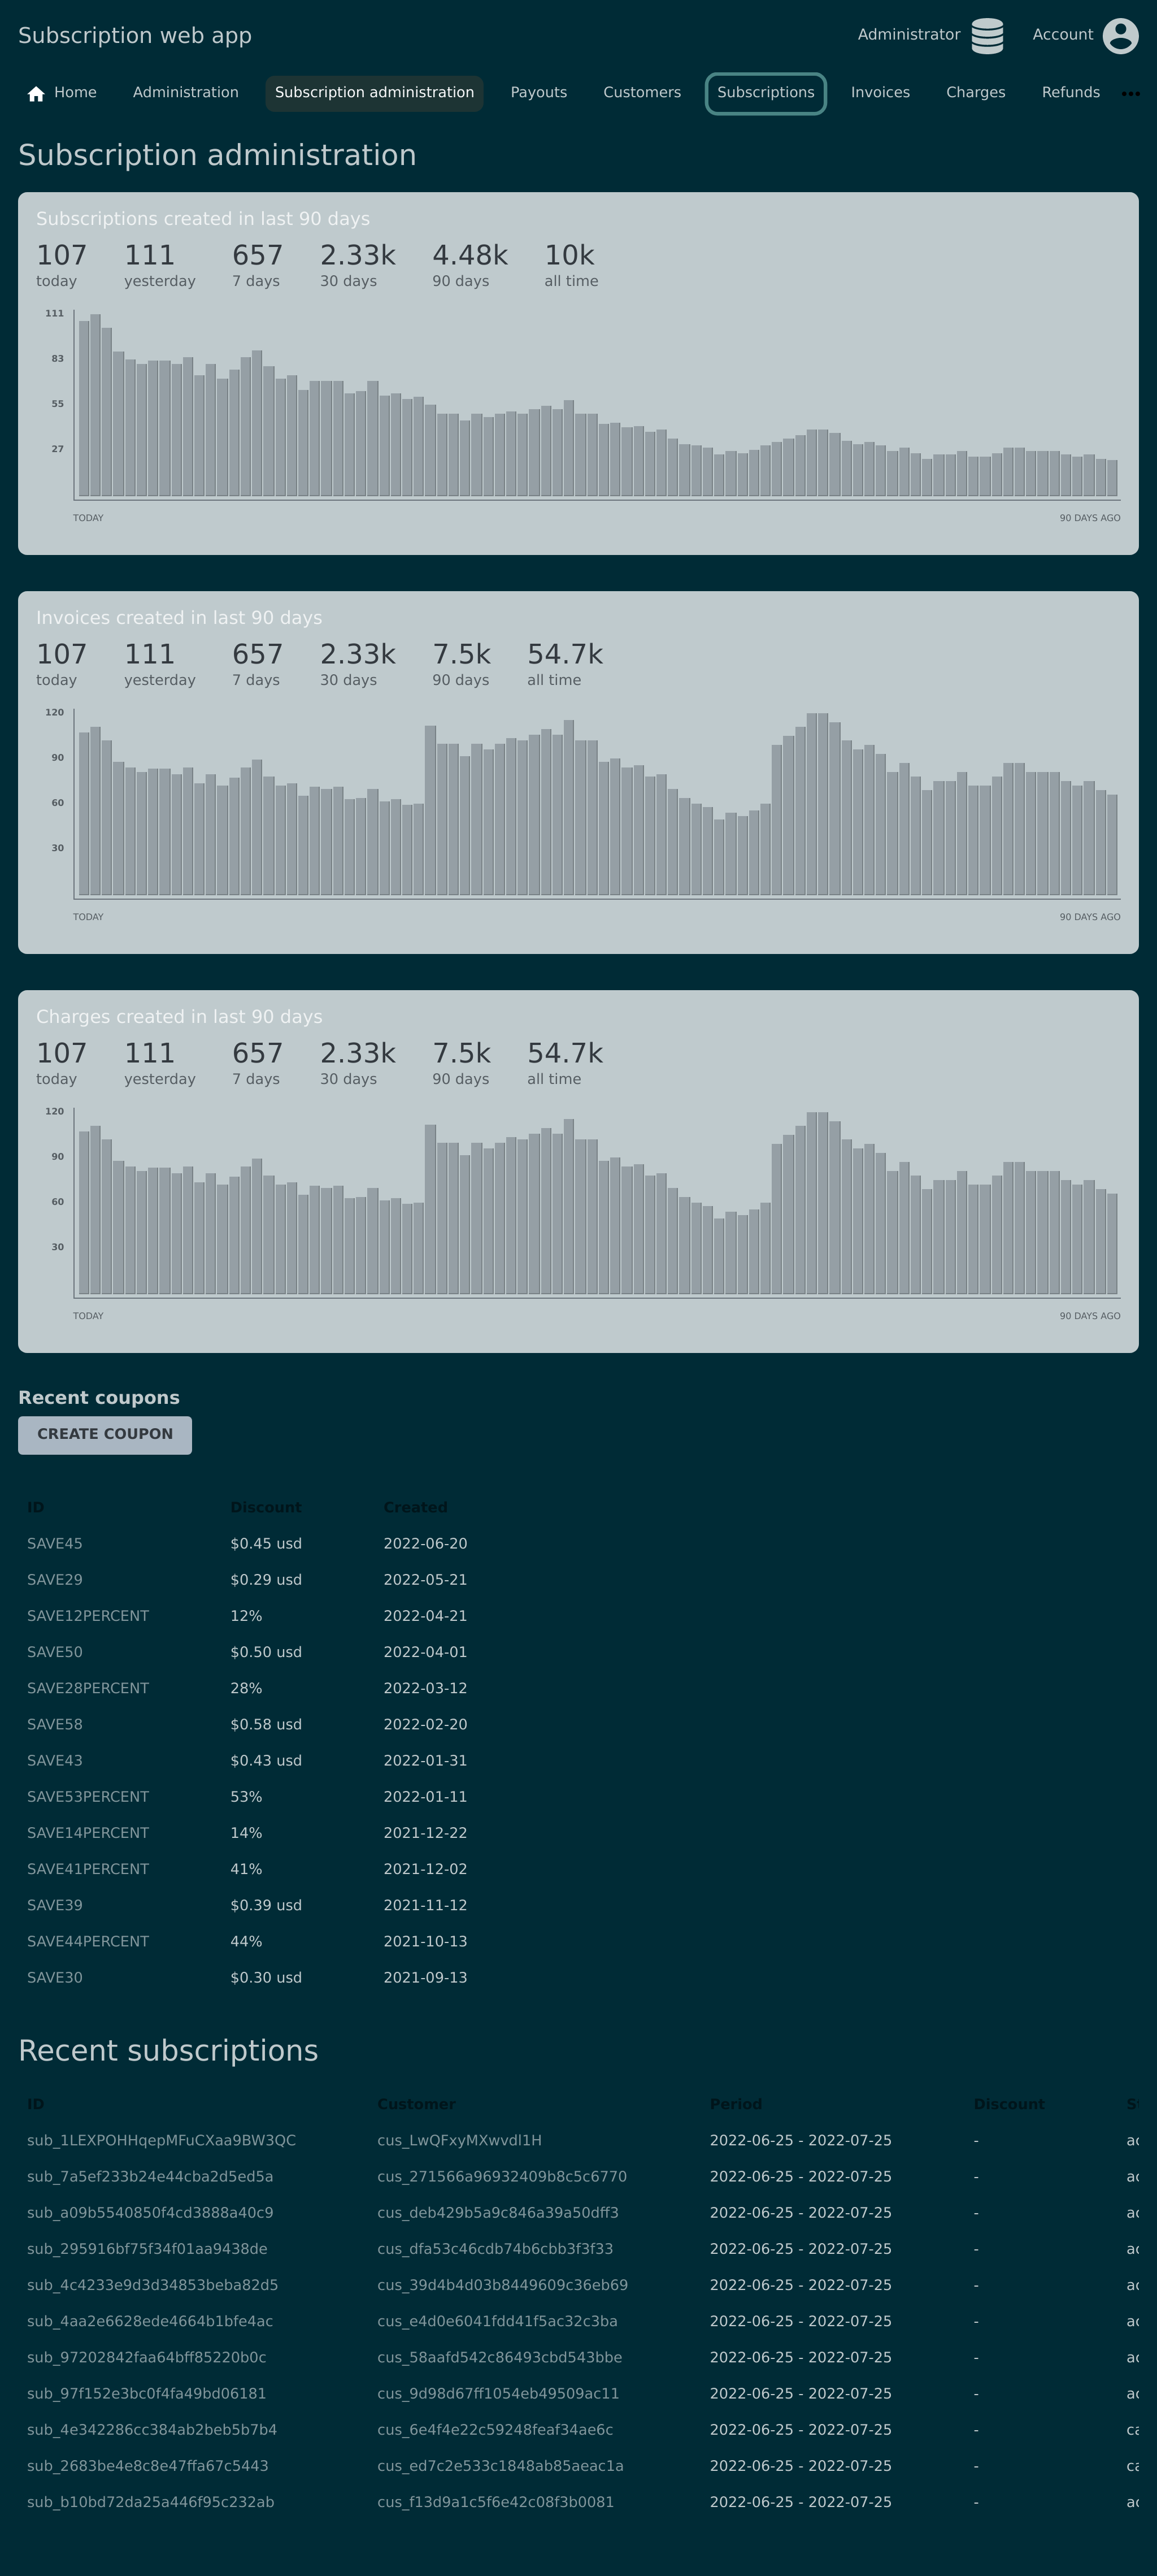 Subscription web app
Administrator
Account
Home Administration Subscription administration Payouts Customers Subscriptions Invoices Charges Refunds
Subscription administration
Subscriptions created in last 90 days
107 111 657 2.33k 4.48k 10k
today yesterday 7 days 30 days 90 days all time
111
83
55
27
TODAY 90 DAYS AGO
Invoices created in last 90 days
107 111 657 2.33k 7.5k 54.7k
today yesterday 7 days 30 days 90 days all time
120
90
60
30
TODAY 90 DAYS AGO
Charges created in last 90 days
107 111 657 2.33k 7.5k 54.7k
today yesterday 7 days 30 days 90 days all time
120
90
60
30
TODAY 90 DAYS AGO
Recent coupons
CREATE COUPON
ID Discount Created
SAVE45 $0.45 usd 2022-06-20
SAVE29 $0.29 usd 2022-05-21
SAVE12PERCENT 12% 2022-04-21
SAVE50 $0.50 usd 2022-04-01
SAVE28PERCENT 28% 2022-03-12
SAVE58 $0.58 usd 2022-02-20
SAVE43 $0.43 usd 2022-01-31
SAVE53PERCENT 53% 2022-01-11
SAVE14PERCENT 14% 2021-12-22
SAVE41PERCENT 41% 2021-12-02
SAVE39 $0.39 usd 2021-11-12
SAVE44PERCENT 44% 2021-10-13
SAVE30 $0.30 usd 2021-09-13
Recent subscriptions
ID Customer Period Discount
sub_1LEXPOHHqepMFuCXaa9BW3QC cus_LwQFxyMXwvdl1H 2022-06-25 - 2022-07-25 -
sub_7a5ef233b24e44cba2d5ed5a cus_271566a96932409b8c5c6770 2022-06-25 - 2022-07-25 -
sub_a09b5540850f4cd3888a40c9 cus_deb429b5a9c846a39a50dff3 2022-06-25 - 2022-07-25 -
sub_295916bf75f34f01aa9438de cus_dfa53c46cdb74b6cbb3f3f33 2022-06-25 - 2022-07-25 -
sub_4c4233e9d3d34853beba82d5 cus_39d4b4d03b8449609c36eb69 2022-06-25 - 2022-07-25 -
sub_4aa2e6628ede4664b1bfe4ac cus_e4d0e6041fdd41f5ac32c3ba 2022-06-25 - 2022-07-25 -
sub_97202842faa64bff85220b0c cus_58aafd542c86493cbd543bbe 2022-06-25 - 2022-07-25 -
sub_97f152e3bc0f4fa49bd06181 cus_9d98d67ff1054eb49509ac11 2022-06-25 - 2022-07-25 -
sub_4e342286cc384ab2beb5b7b4 cus_6e4f4e22c59248feaf34ae6c 2022-06-25 - 2022-07-25 -
sub_2683be4e8c8e47ffa67c5443 cus_ed7c2e533c1848ab85aeac1a 2022-06-25 - 2022-07-25 -
sub_b10bd72da25a446f95c232ab cus_f13d9a1c5f6e42c08f3b0081 2022-06-25 - 2022-07-25 -